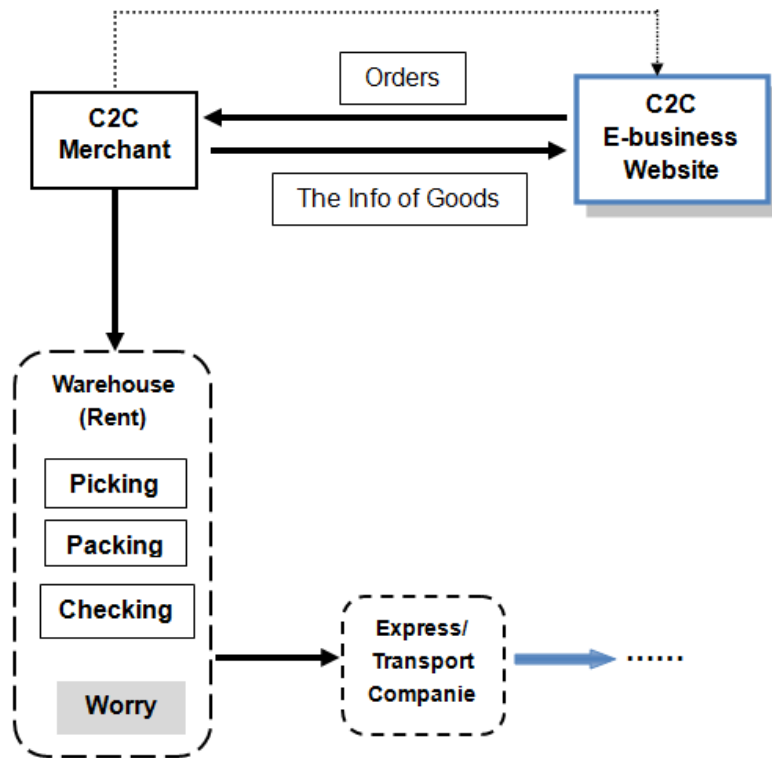 Orders
C2C
Merchant
C2C
E-business
Website
The Info of Goods
Warehouse
(Rent)
Picking
Packing
Checking
Worry
Express/
Transport
Companie
......